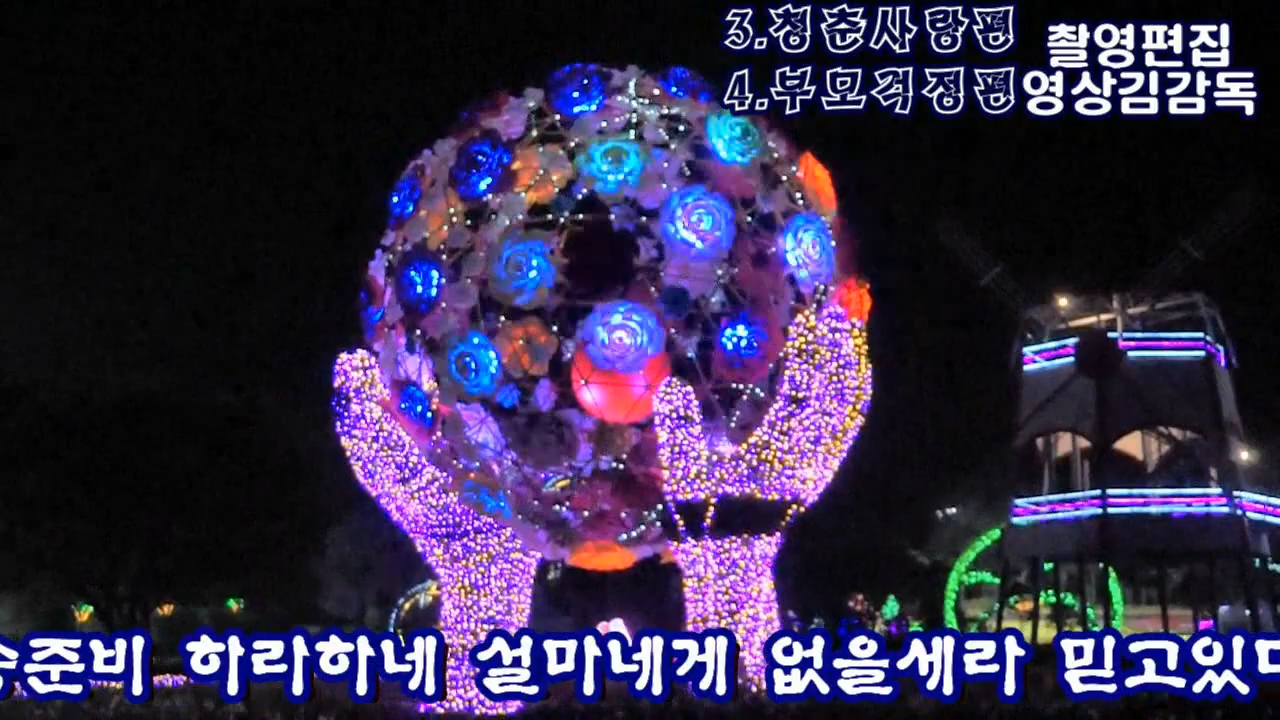 3.청춘사랑편
4.부모걱정편
촬영편집
영상김감독
준비 하라하네 설마네게 없을세라 믿고있